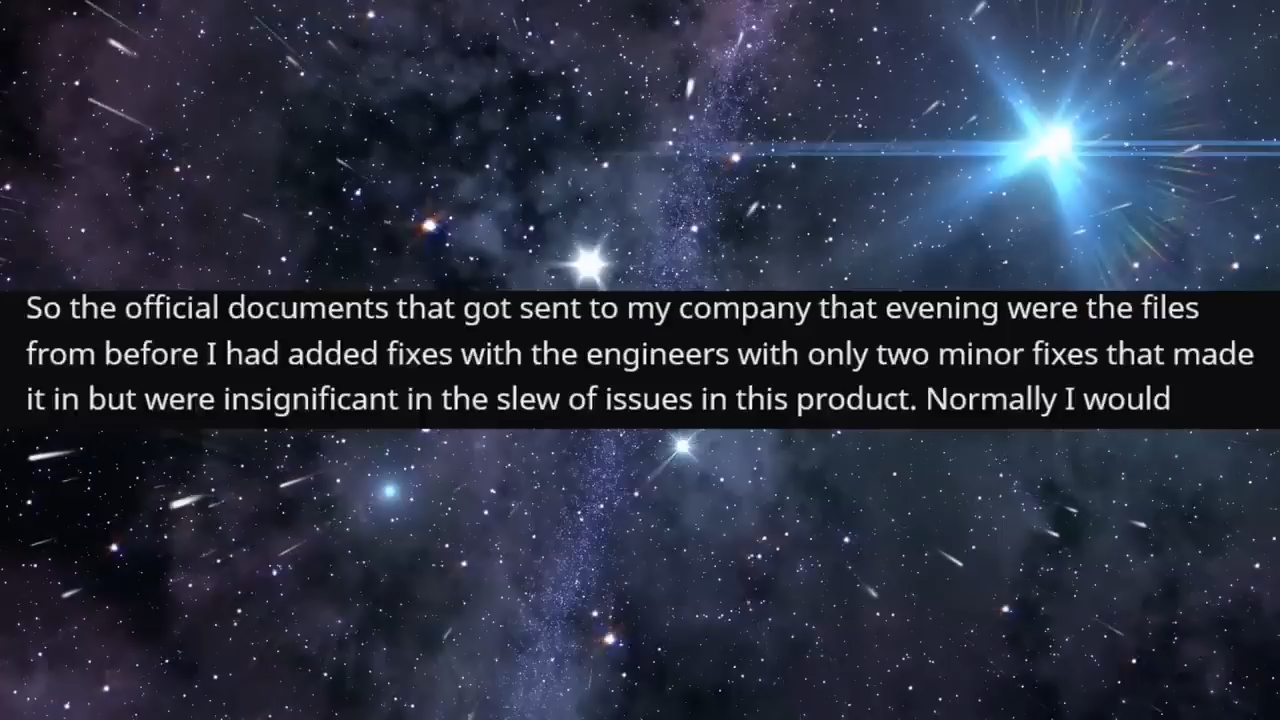 So the official documents that got sent to my company that evening were the files
from before I had added fixes with the engineers with only two minor fixes that made
it in but were insignificant in the slew of issues in this product. Normally I would